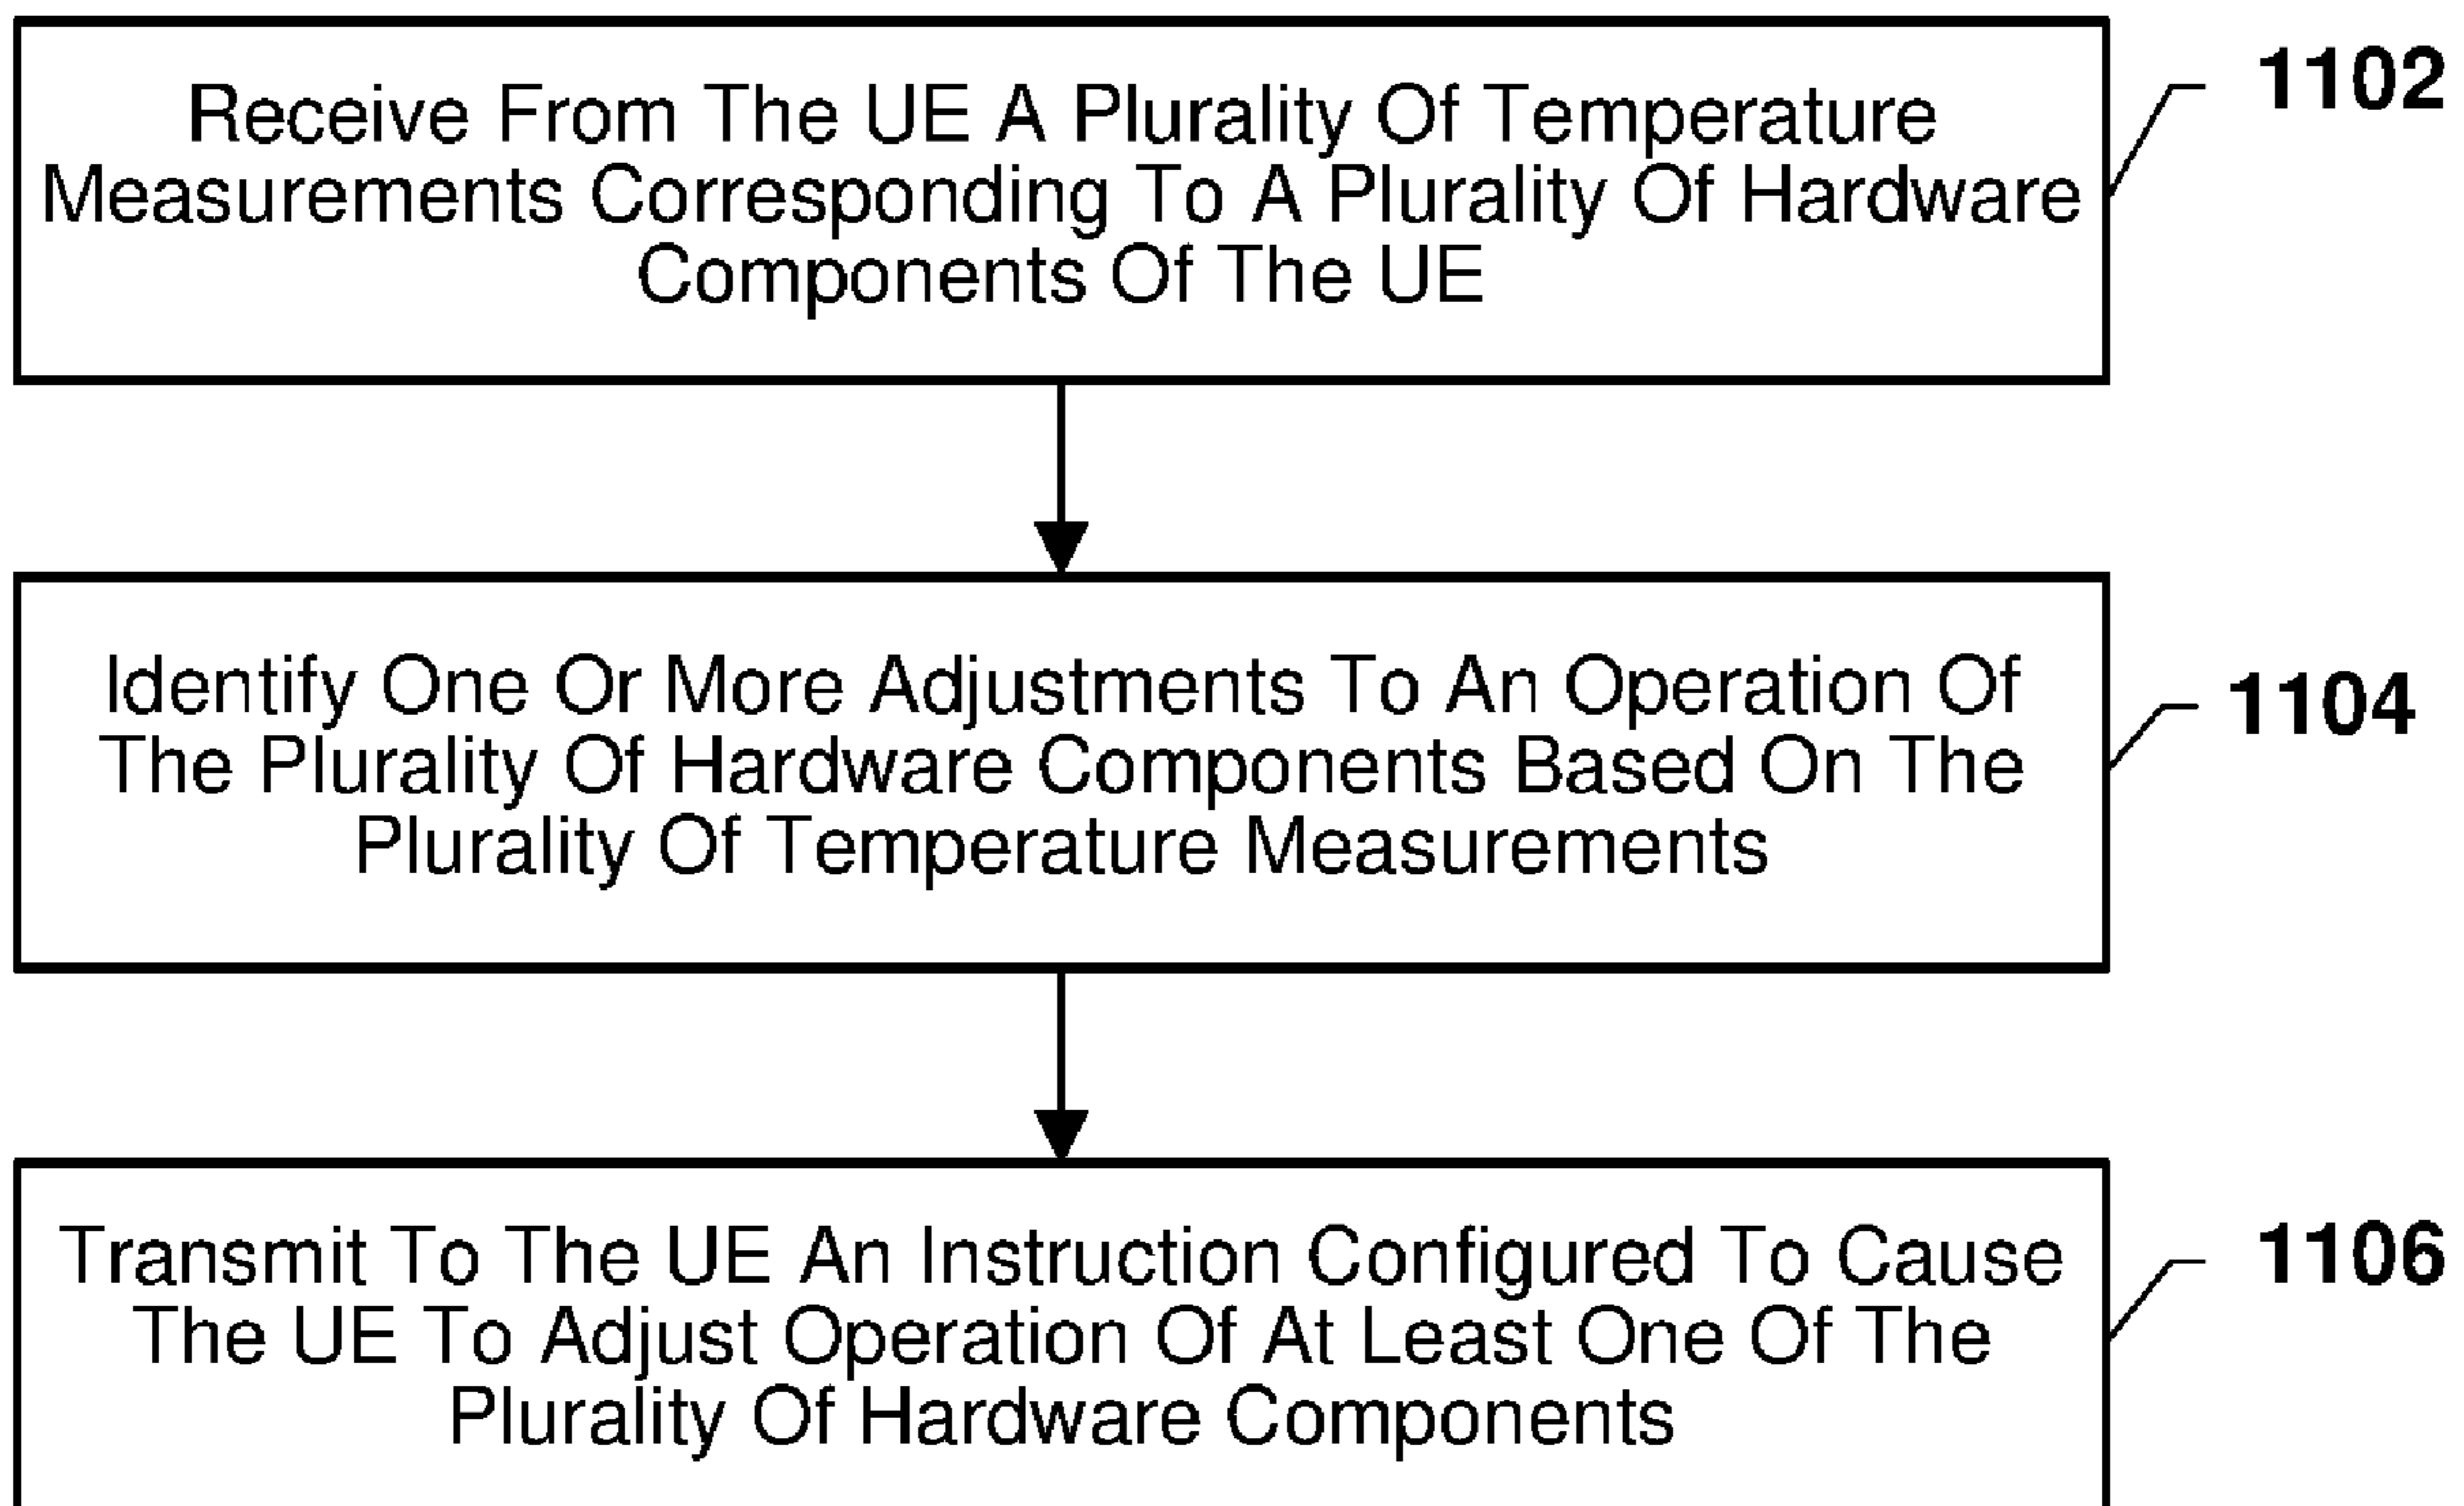 Receive From The UE A Plurality Of Temperature
Measurements Corresponding To A Plurality Of Hardware
Components Of The UE
1102
Identify One Or More Adjustments To An Operation Of
The Plurality Of Hardware Components Based On The
Plurality Of Temperature Measurements
1104
Transmit To The UE An Instruction Configured To Cause
The UE To Adjust Operation Of At Least One Of The
Plurality Of Hardware Components
1106